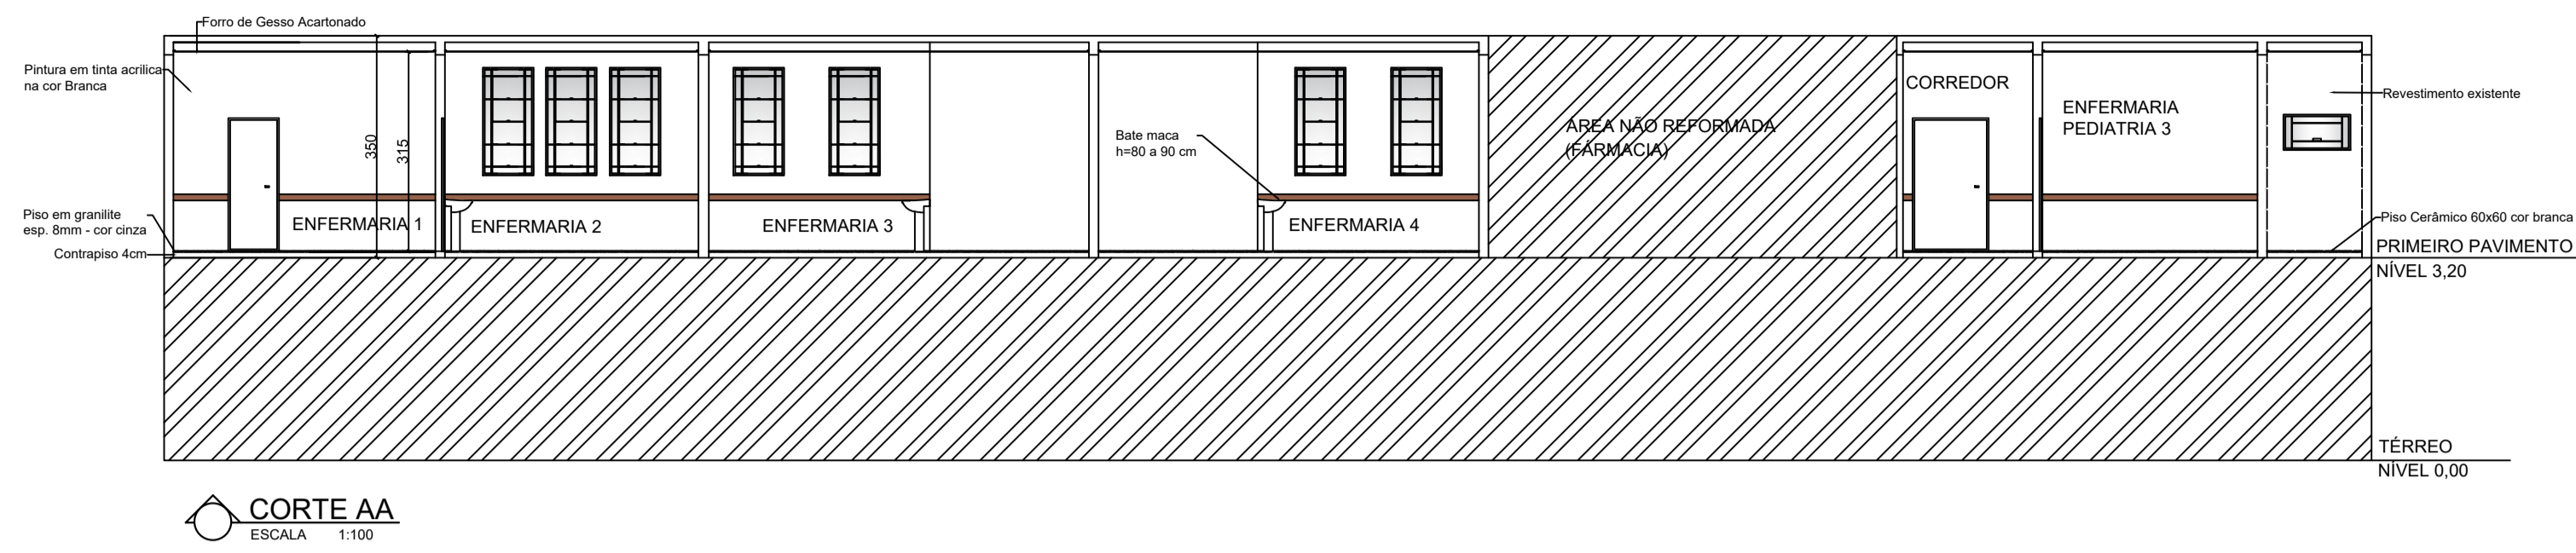 Forro de Gesso Acartonado
Pintura em tinta acrilica
na cor Branca
350
315
Piso em granilite
esp. 8mm - cor cinza
Contrapiso 4cm
ENFERMARIA 1
ENFERMARIA 2
ENFERMARIA 3
Bate maca
h=80 a 90 cm
ENFERMARIA 4
ÁREA NÃO REFORMADA
(FÁRMACIA)
CORREDOR
ENFERMARIA
PEDIATRIA 3
Revestimento existente
Piso Cerâmico 60x60 cor branca
PRIMEIRO PAVIMENTO
NÍVEL 3,20
TÉRREO
NÍVEL 0,00
CORTE AA
ESCALA 1:100